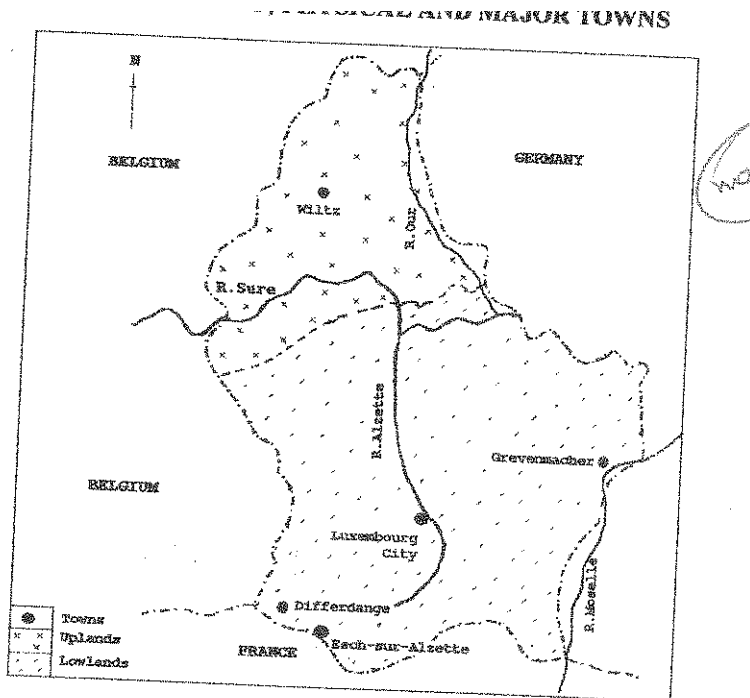 AND MAJOR TOWNS
N
BELGIUM
GERMANY
Wiltz
R.Our
R.Sure
R.Alzette
Grevenmacher
BELGIUM
Luxembourg
City
R.Moselle
Differdange
Esch-sur-Alzette
FRANCE
Towns
Uplands
Lowlands